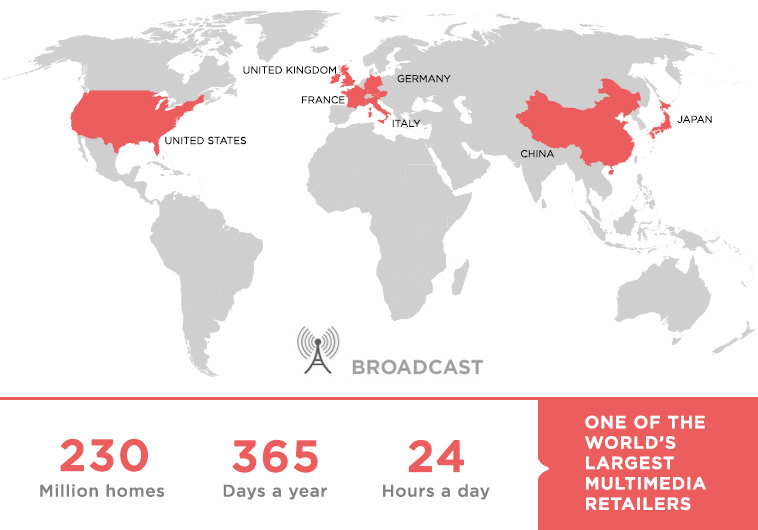 UNITED KINGDOM
GERMANY
FRANCE
ITALY
JAPAN
UNITED STATES
CHINA
BROADCAST
230
Million homes
365
Days a year
24
Hours a day
ONE OF THE
WORLD'S
LARGEST
MULTIMEDIA
RETAILERS